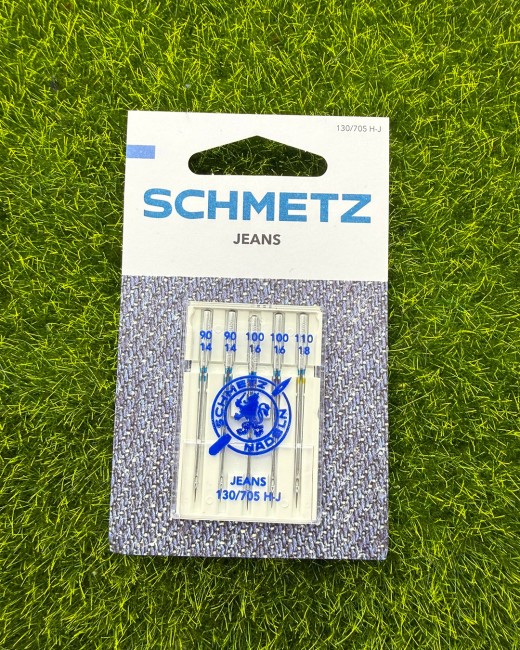 130/705 H-J
SCHMETZ
JEANS
90 90 100 100 110
14 14 16 16 18
SCHMETZ
NADELN
JEANS
130/705 H-J